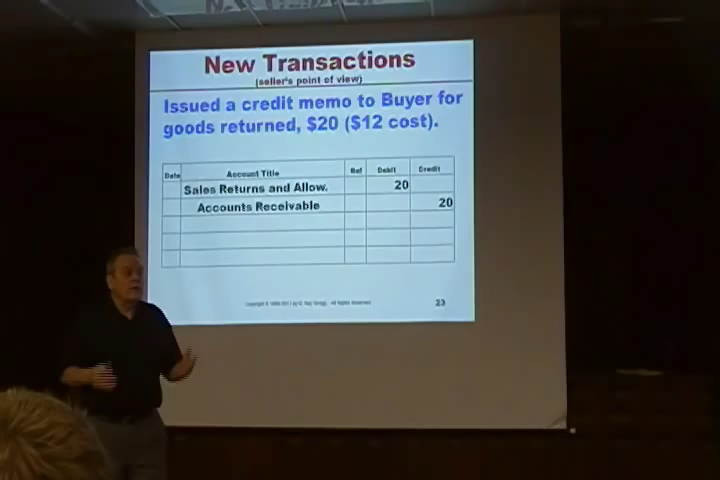 New Transactions
(seller's point of view)
Issued a credit memo to Buyer for
goods returned, $20 ($12 cost).
Date Account Title Ref Debit Credit
Sales Returns and Allow. 20
Accounts Receivable 20
23